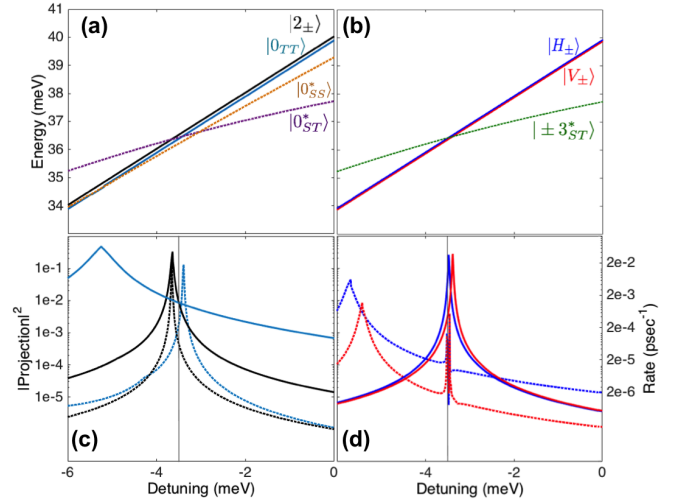 (a)
|2±⟩
|0TT⟩
|0*SS⟩
|0*ST⟩
Energy (meV)
41
40
39
38
37
36
35
34
33
(b)
|H±⟩
|V±⟩
|±3*ST⟩
(c)
|Projection|²
1e-1
1e-2
1e-3
1e-4
1e-5
-6 -4 -2 0
Detuning (meV)
(d)
2e-2
2e-3
2e-4
2e-5
2e-6
Rate (psec⁻¹)
-4 -2 0
Detuning (meV)